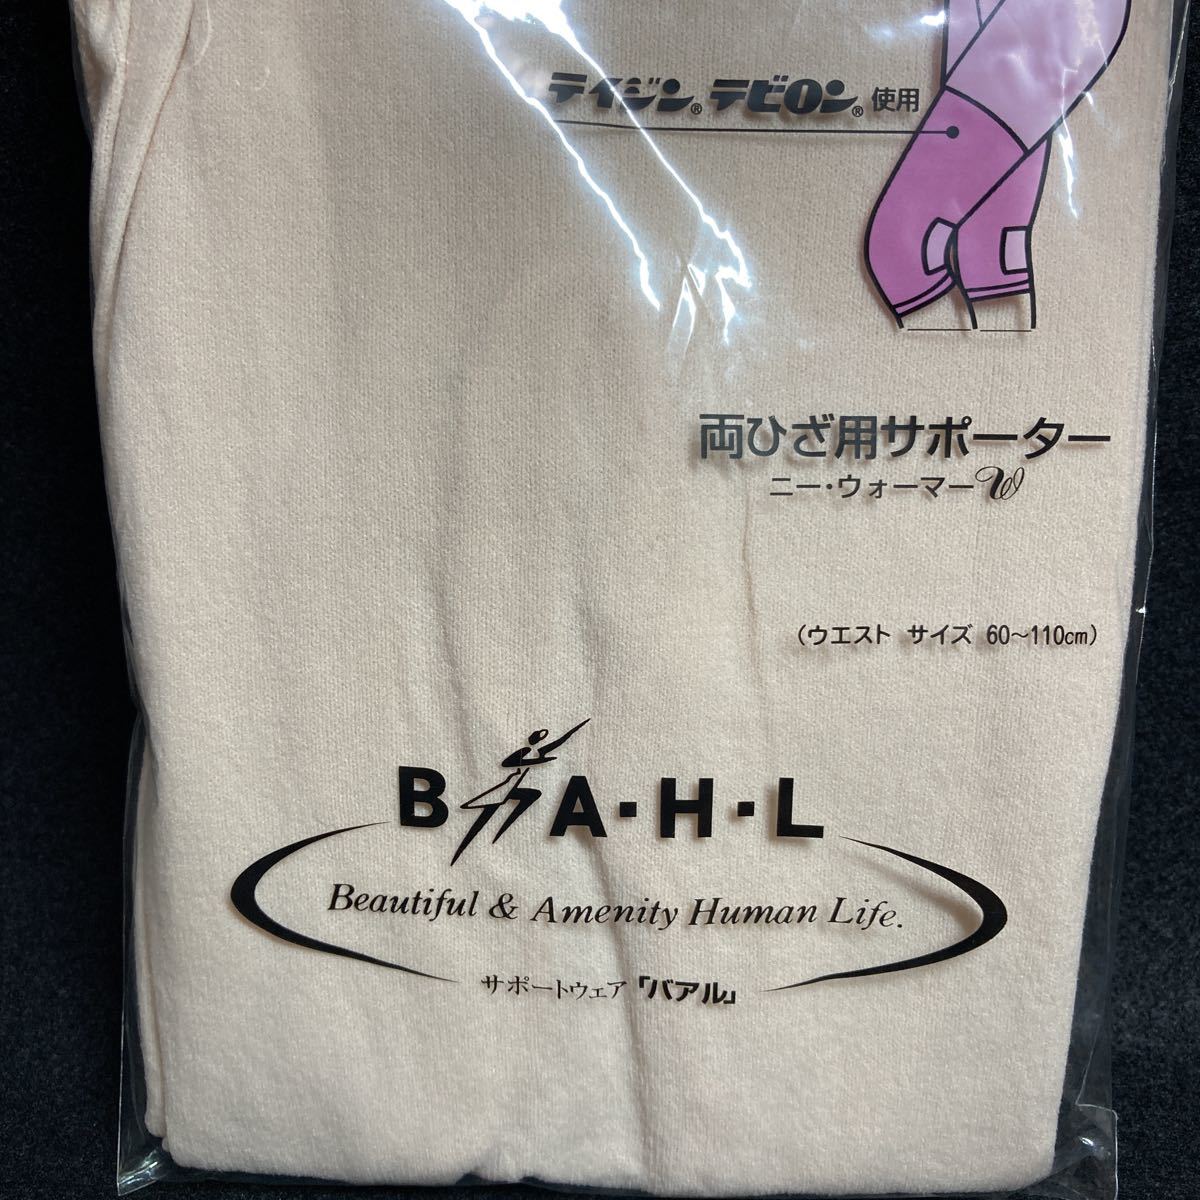 テイジン® テビロン® 使用
両ひざ用サポーター
ニー・ウォーマーW
（ウエスト サイズ 60～110cm）
B・A・H・L
Beautiful & Amenity Human Life.
サポートウェア「バアル」